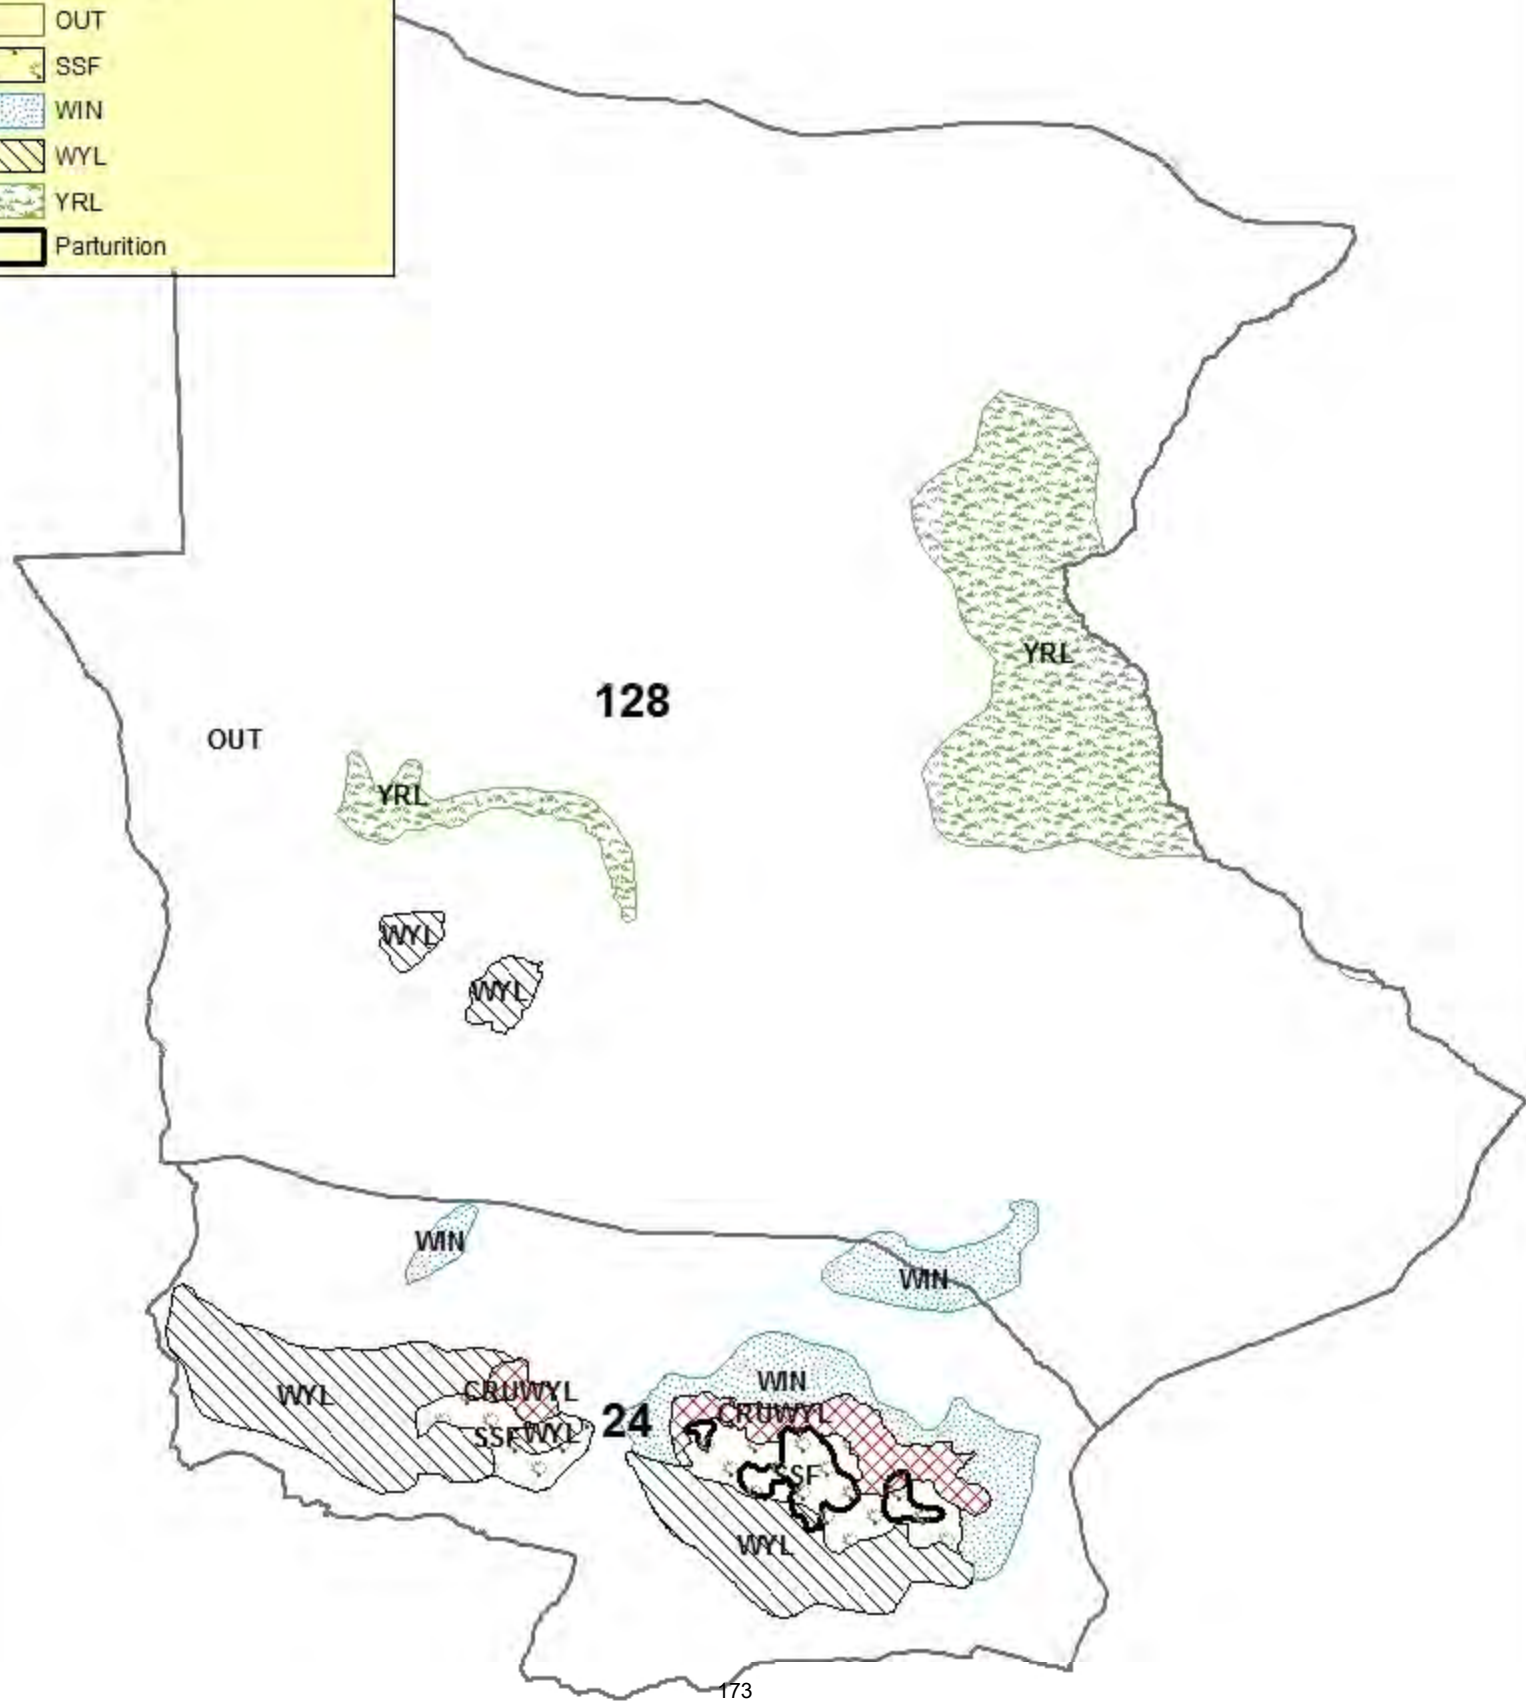 OUT
SSF
WIN
WYL
YRL
Parturition
YRL
128
OUT
YRL
WYL
WYL
WIN
WIN
WIN
CRUWYL
WYL
CRUWYL
24
SSF
WYL
SSF
WYL
173